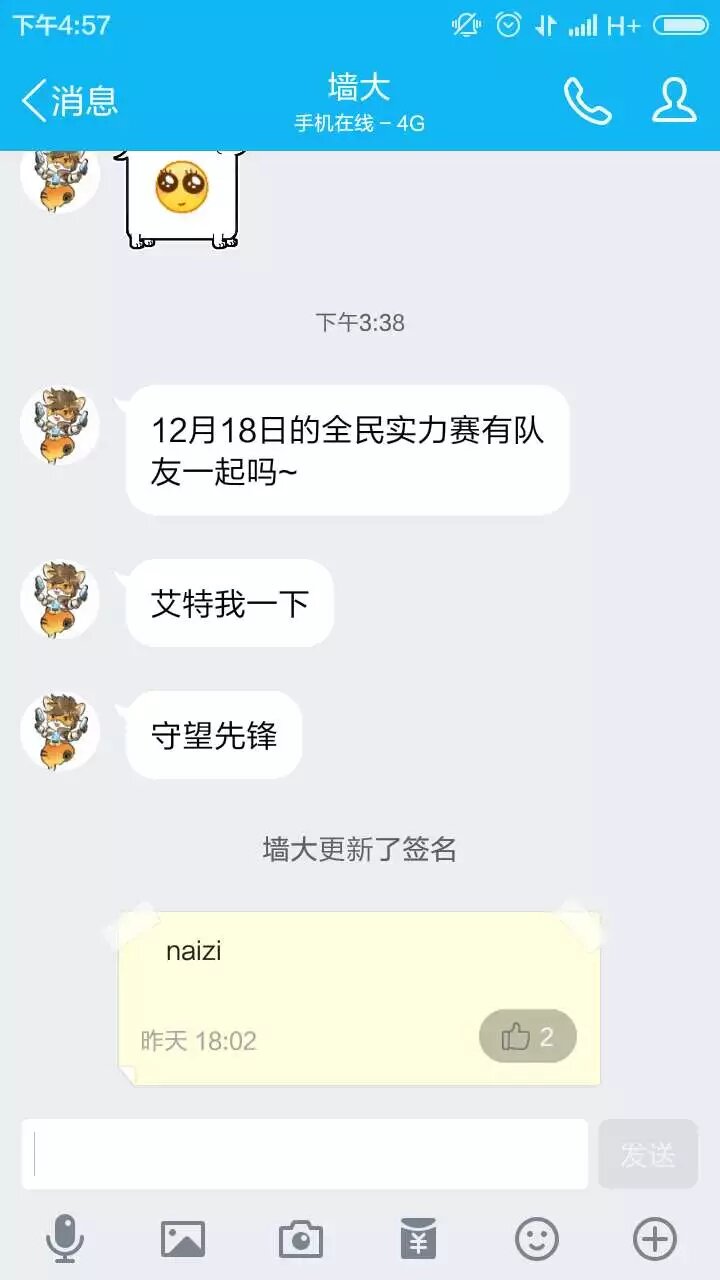 下午4:57
H+
消息
墙大
手机在线 – 4G
下午3:38
12月18日的全民实力赛有队
友一起吗~
艾特我一下
守望先锋
墙大更新了签名
naizi
昨天 18:02
2
发送
¥